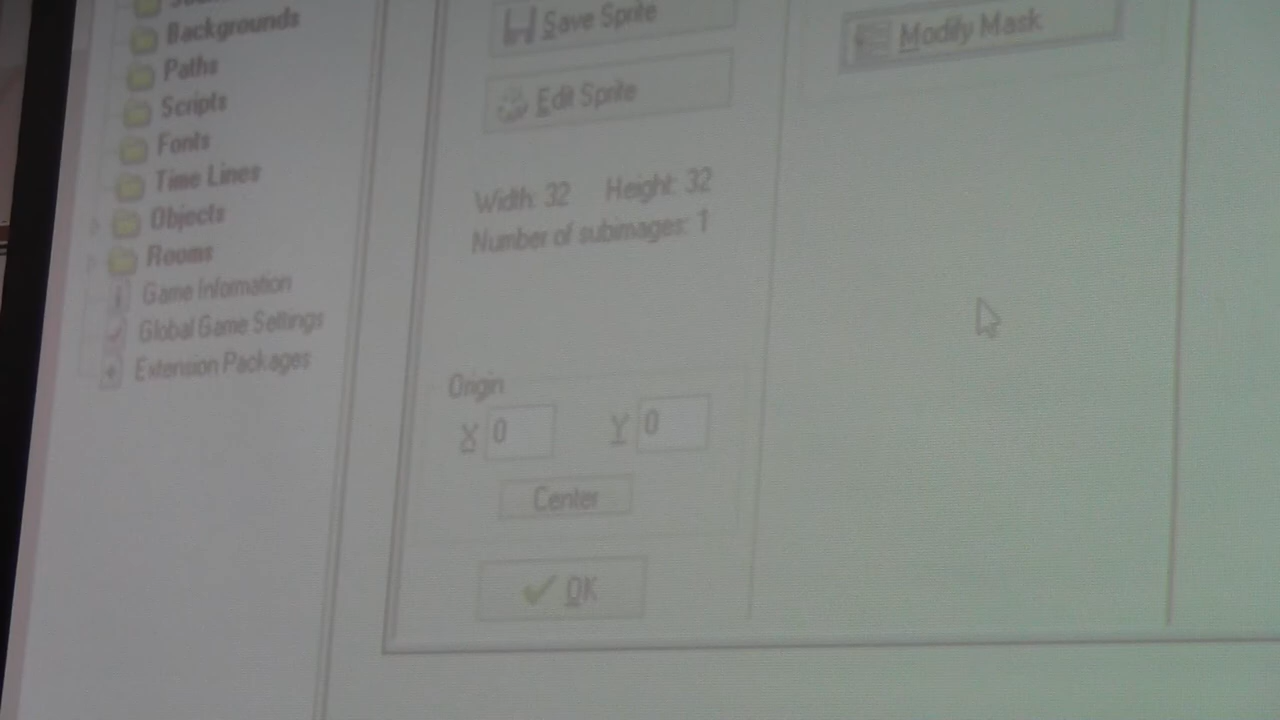 Backgrounds
Paths
Scripts
Fonts
Time Lines
Objects
Rooms
Game Information
Global Game Settings
Extension Packages
Save Sprite
Edit Sprite
Width: 32 Height: 32
Number of subimages: 1
Origin
X 0 Y 0
Center
OK
Modify Mask